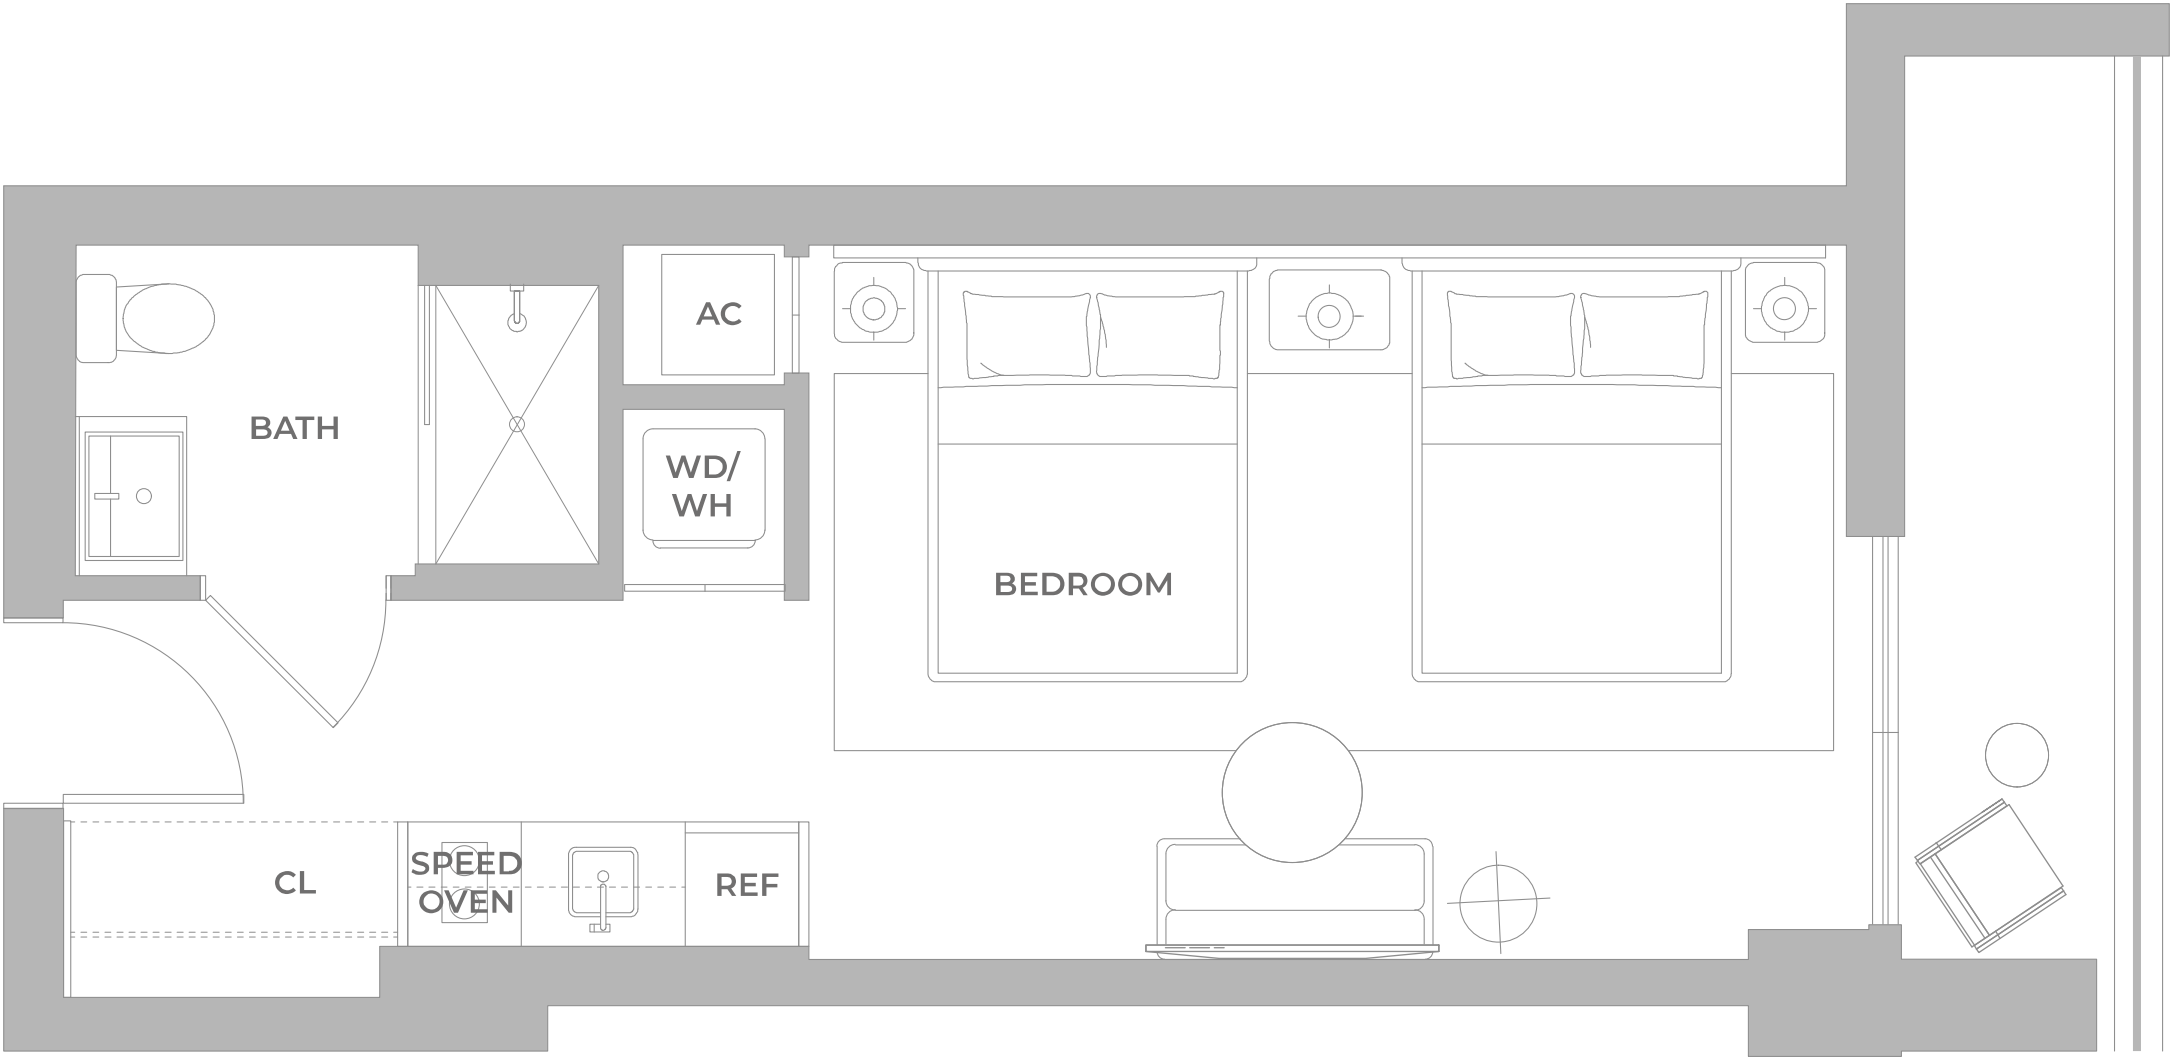 AC
BATH
WD/
WH
BEDROOM
SPEED
OVEN
CL
REF